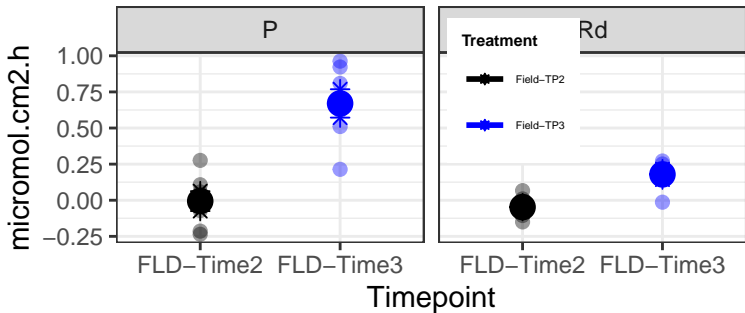 P
Rd
Treatment
Field−TP2
Field−TP3
micromol.cm2.h
1.00
0.75
0.50
0.25
0.00
−0.25
FLD−Time2
FLD−Time3
FLD−Time2
FLD−Time3
Timepoint